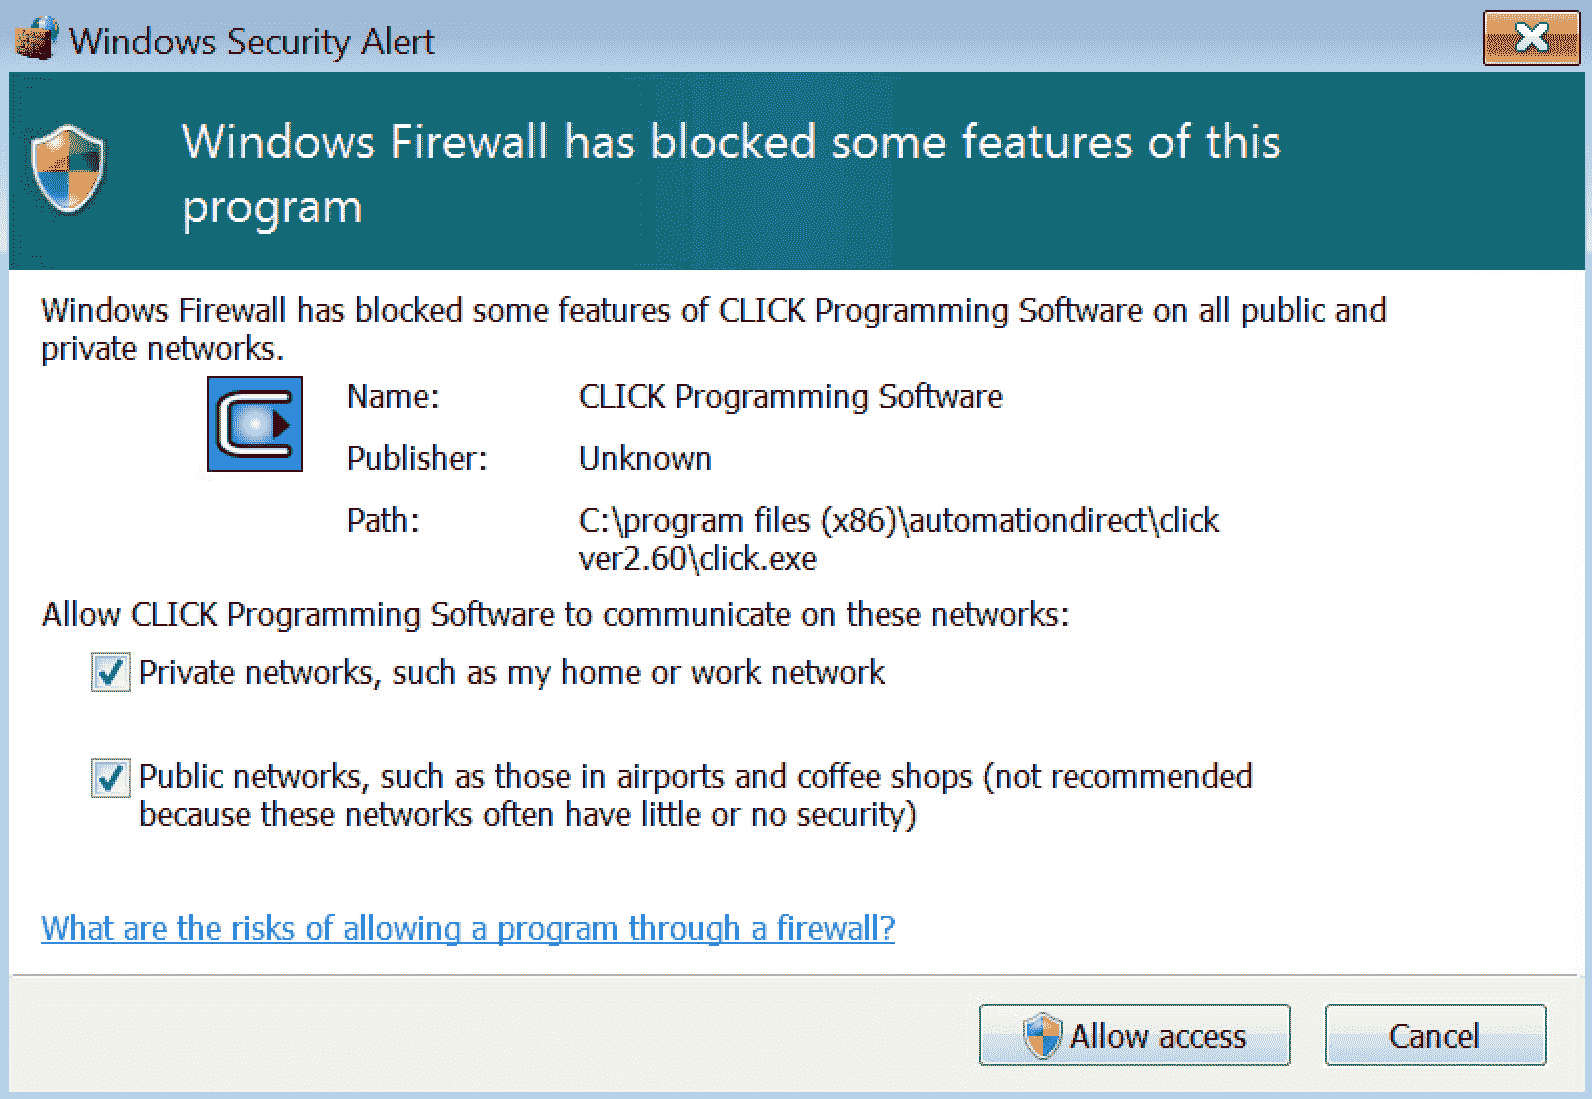 Windows Security Alert
Windows Firewall has blocked some features of this
program
Windows Firewall has blocked some features of CLICK Programming Software on all public and
private networks.
Name: CLICK Programming Software
Publisher: Unknown
Path: C:\program files (x86)\automationdirect\click
ver2.60\click.exe
Allow CLICK Programming Software to communicate on these networks:
Private networks, such as my home or work network
Public networks, such as those in airports and coffee shops (not recommended
because these networks often have little or no security)
What are the risks of allowing a program through a firewall?
Allow access Cancel